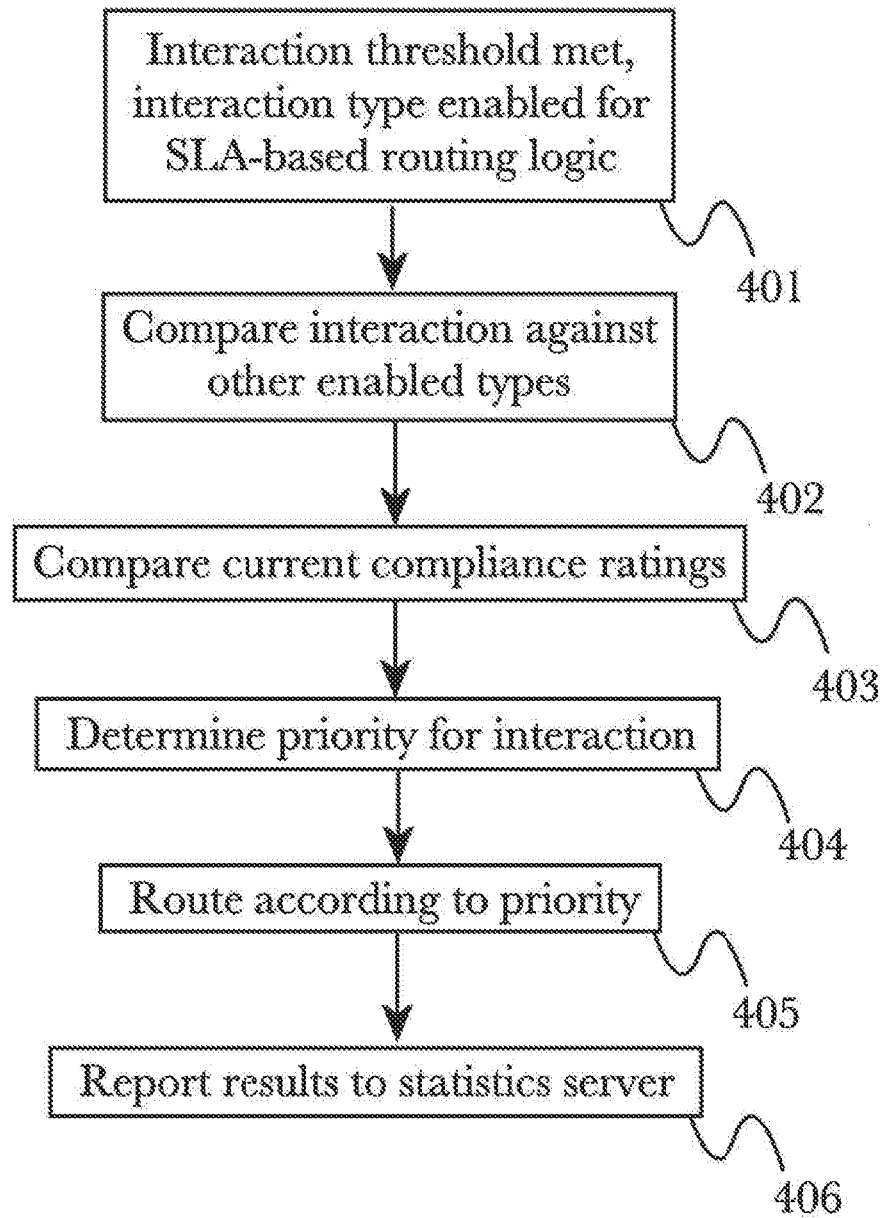 Interaction threshold met,
interaction type enabled for
SLA-based routing logic
401
Compare interaction against
other enabled types
402
Compare current compliance ratings
403
Determine priority for interaction
404
Route according to priority
405
Report results to statistics server
406